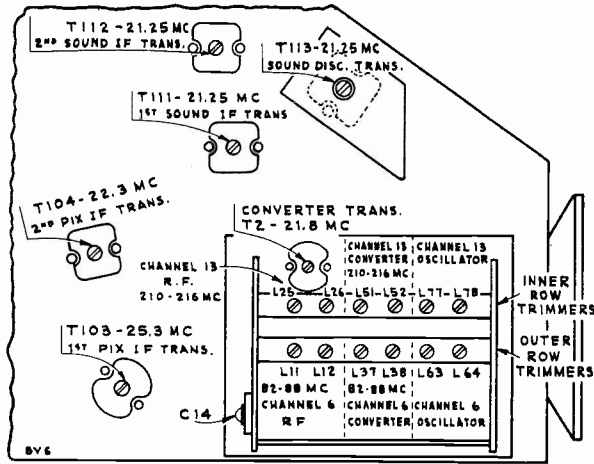 T112-21.25 MC
2ND SOUND IF TRANS.
T113-21.25 MC
SOUND DISC. TRANS.
T111-21.25 MC
1ST SOUND IF TRANS
T104-22.3 MC
2ND PIX IF TRANS.
CONVERTER TRANS.
T2-21.8 MC
CHANNEL 13
R.F.
210-216 MC
CHANNEL 13
CONVERTER
210-216 MC
CHANNEL 13
OSCILLATOR
L25 L26 L51 L52 L77 L78
INNER
ROW
TRIMMERS
OUTER
ROW
TRIMMERS
T103-25.3 MC
1ST PIX IF TRANS.
L11 L12 L37 L38 L63 L64
82-88 MC
CHANNEL 6
RF
82-88 MC
CHANNEL 6
CONVERTER
CHANNEL 6
OSCILLATOR
C14
BY6